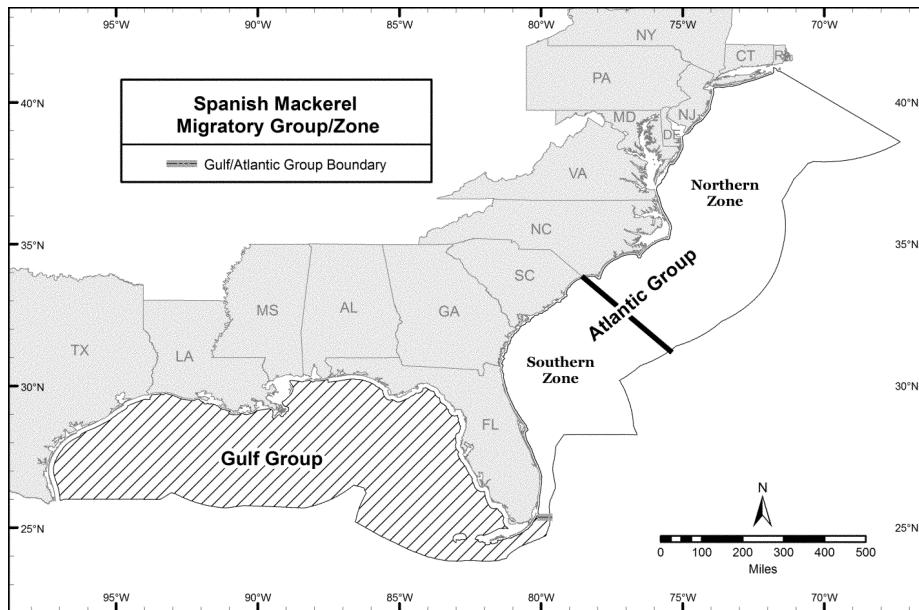 80°W
75°W
70°W
NY
CT
RI
40°N
Spanish Mackerel
Migratory Group/Zone
Gulf/Atlantic Group Boundary
PA
MD
NJ
DE
40°N
VA
Northern
Zone
35°N
NC
35°N
SC
Atlantic Group
MS
AL
GA
TX
LA
Southern
Zone
30°N
30°N
FL
Gulf Group
N
25°N
25°N
0 50 100 200 300 400 500
Miles
95°W
90°W
85°W
80°W
75°W
70°W